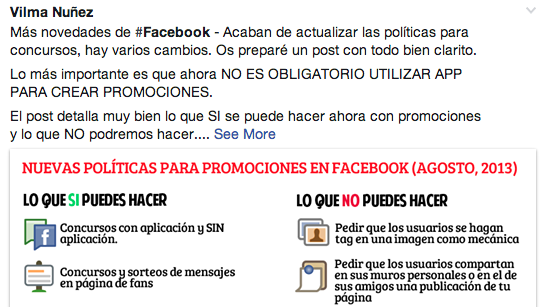 Vilma Nuñez
Más novedades de #Facebook - Acaban de actualizar las políticas para
concursos, hay varios cambios. Os preparé un post con todo bien clarito.
Lo más importante es que ahora NO ES OBLIGATORIO UTILIZAR APP
PARA CREAR PROMOCIONES.
El post detalla muy bien lo que SI se puede hacer ahora con promociones
y lo que NO podremos hacer.... See More
NUEVAS POLÍTICAS PARA PROMOCIONES EN FACEBOOK (AGOSTO, 2013)
LO QUE SI PUEDES HACER
Concursos con aplicación y SIN
aplicación.
Concursos y sorteos de mensajes
en página de fans
LO QUE NO PUEDES HACER
Pedir que los usuarios se hagan
tag en una imagen como mecánica
Pedir que los usuarios compartan
en sus muros personales o en el de
sus amigos una publicación de tu
página